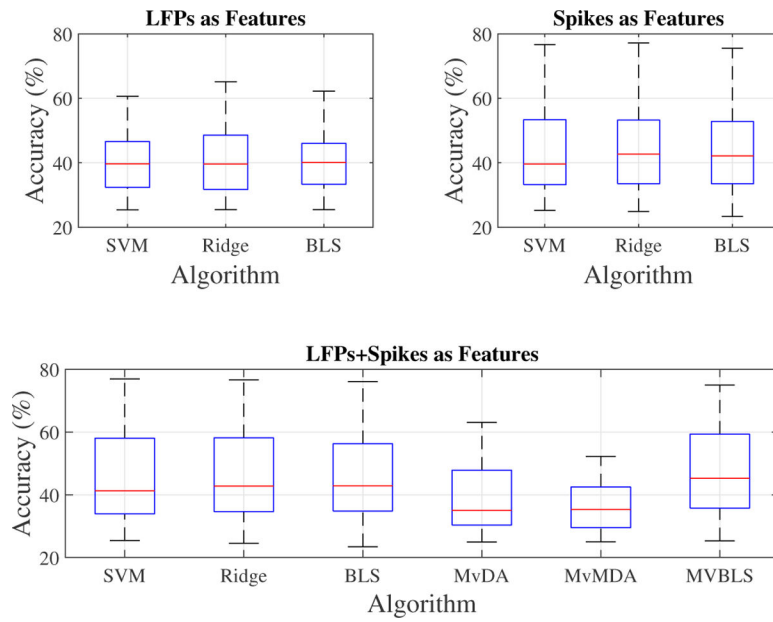 LFPs as Features
80
60
40
20
Accuracy (%)
SVM Ridge BLS
Algorithm
Spikes as Features
80
60
40
20
Accuracy (%)
SVM Ridge BLS
Algorithm
LFPs+Spikes as Features
80
60
40
20
Accuracy (%)
SVM Ridge BLS MvDA MvMDA MVBLS
Algorithm